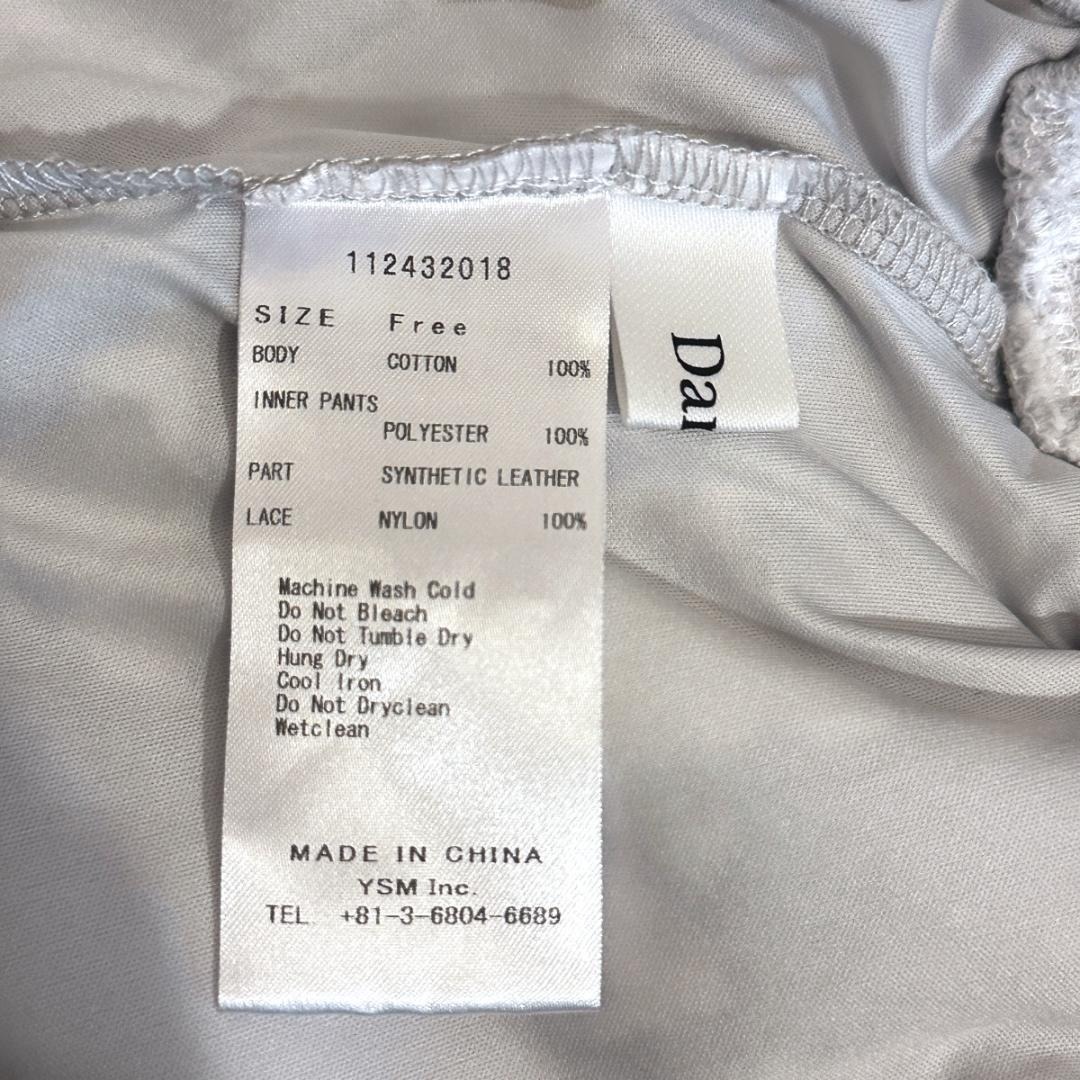 112432018
SIZE Free
BODY COTTON 100%
INNER PANTS
POLYESTER 100%
PART SYNTHETIC LEATHER
LACE NYLON 100%
Machine Wash Cold
Do Not Bleach
Do Not Tumble Dry
Hung Dry
Cool Iron
Do Not Dryclean
Wetclean
MADE IN CHINA
YSM Inc.
TEL +81-3-6804-6689